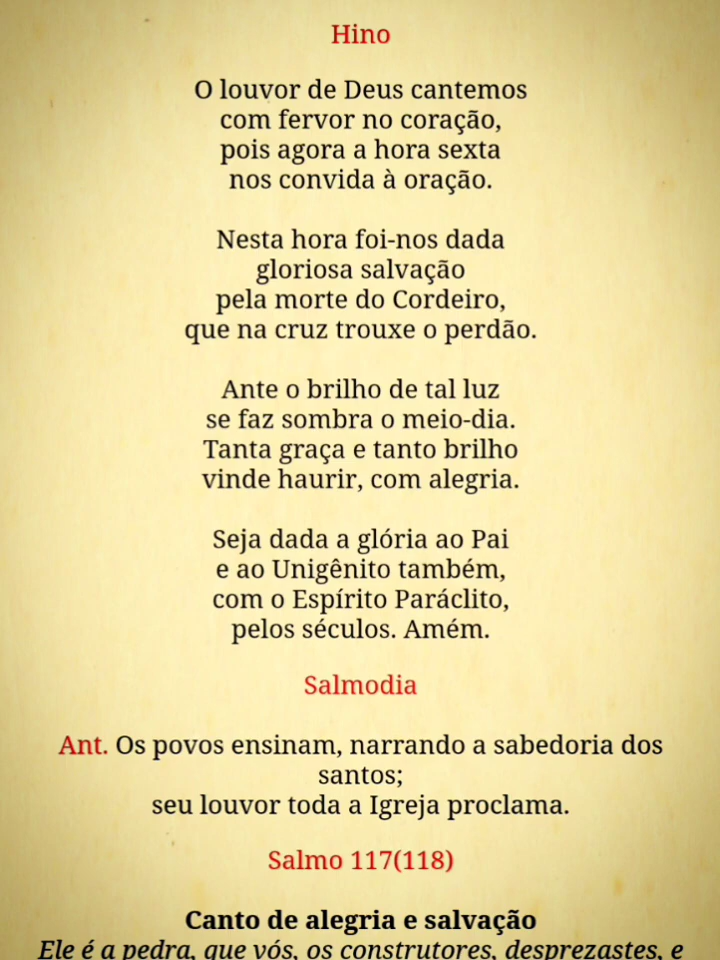 Hino
O louvor de Deus cantemos
com fervor no coração,
pois agora a hora sexta
nos convida à oração.
Nesta hora foi-nos dada
gloriosa salvação
pela morte do Cordeiro,
que na cruz trouxe o perdão.
Ante o brilho de tal luz
se faz sombra o meio-dia.
Tanta graça e tanto brilho
vinde haurir, com alegria.
Seja dada a glória ao Pai
e ao Unigênito também,
com o Espírito Paráclito,
pelos séculos. Amém.
Salmodia
Ant. Os povos ensinam, narrando a sabedoria dos
santos;
seu louvor toda a Igreja proclama.
Salmo 117(118)
Canto de alegria e salvação
Ele é a pedra, que vós, os construtores, desprezastes, e